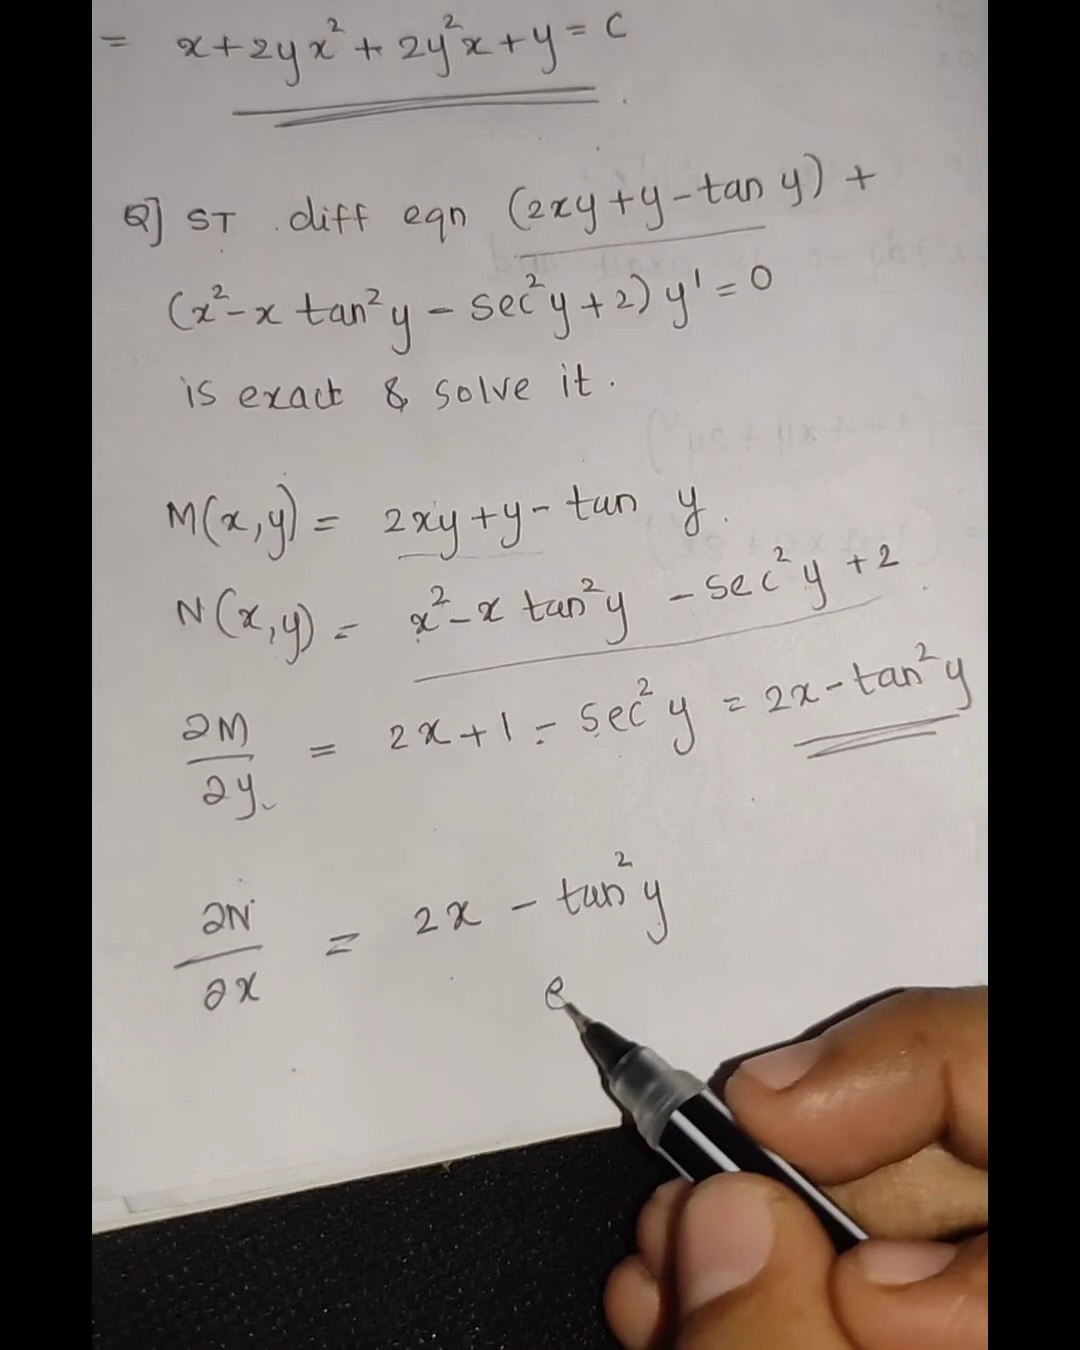 = x+2yx²+2y²x+y=c
Q] ST diff eqn (2xy+y-tan y) +
(x²-x tan²y - sec²y+2) y' = 0
is exact & solve it.
M(x,y) = 2xy+y-tan y.
N(x,y) = x²-x tan²y -sec²y +2
∂M/∂y = 2x+1-sec²y = 2x-tan²y
∂N/∂x = 2x - tan²y
e